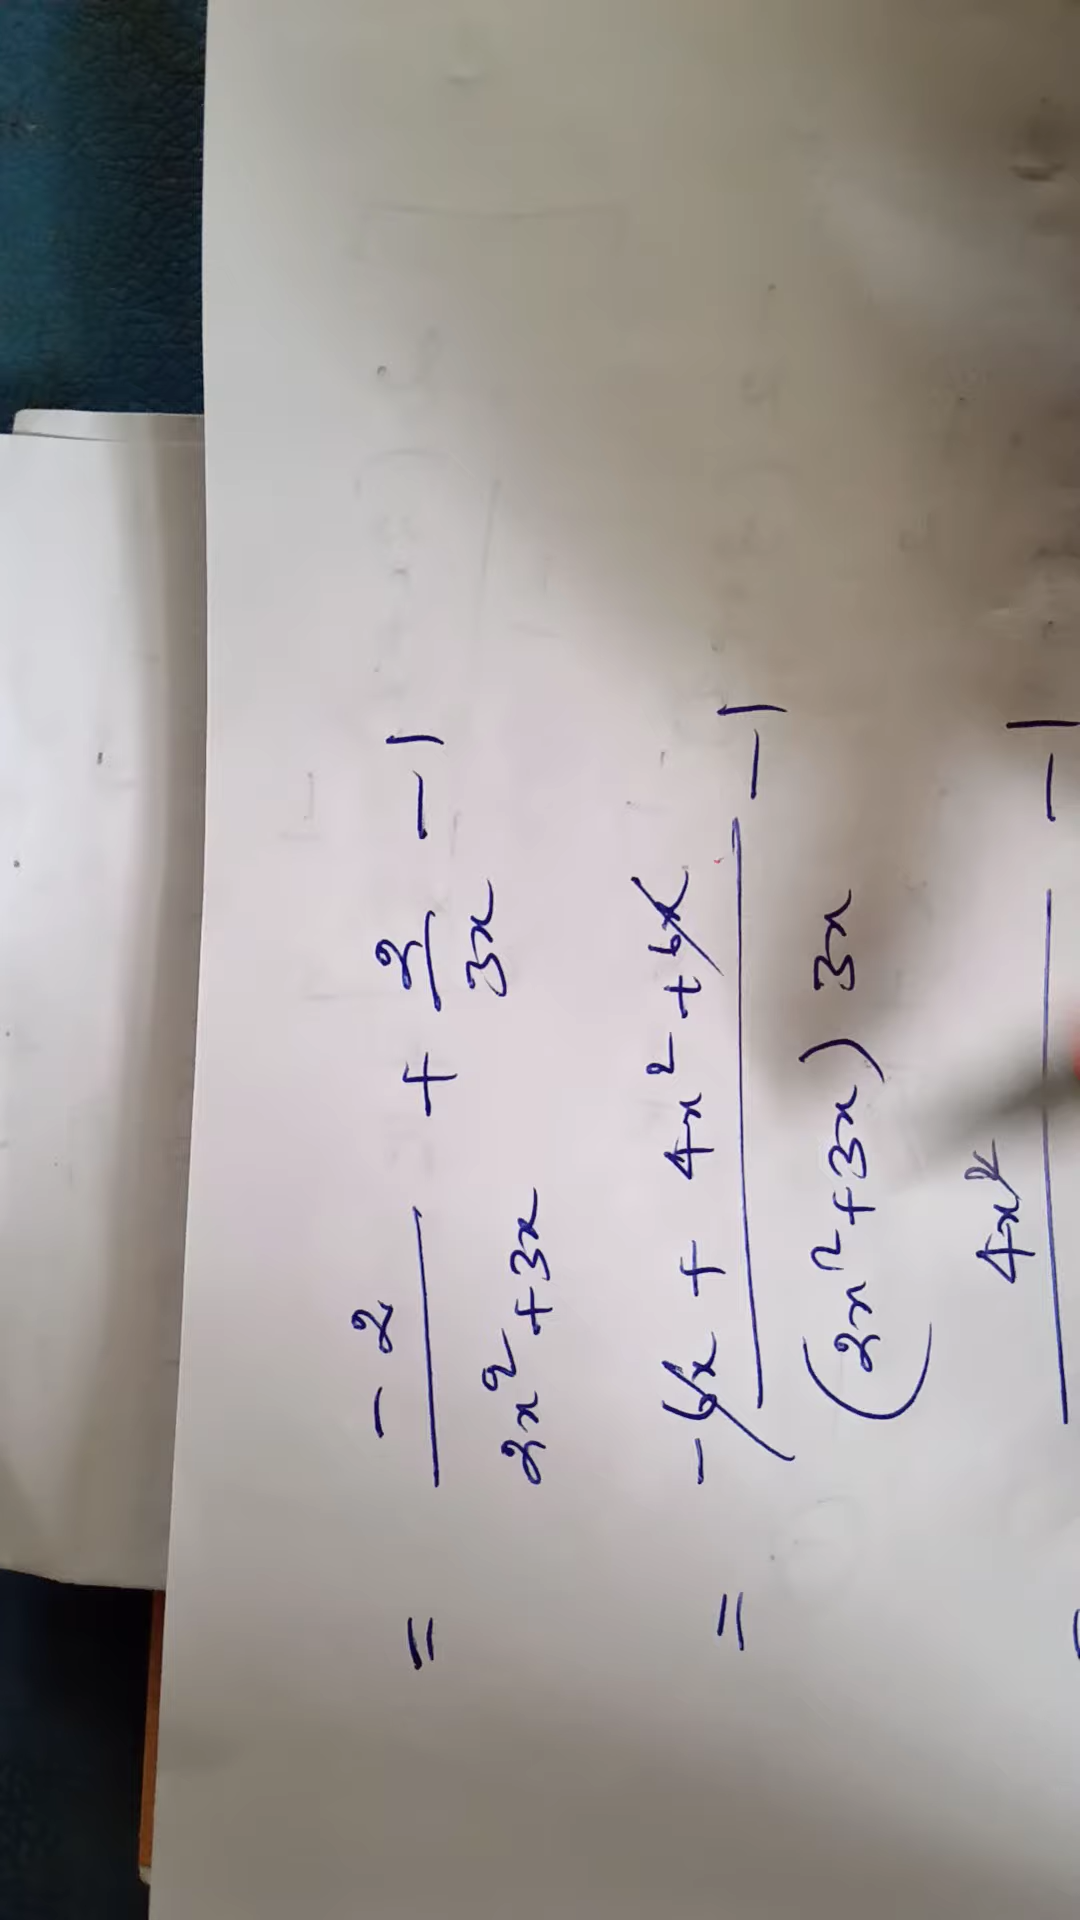 = -2/(2x²+3x) + 2/3x - 1
= (-6x + 4x² + 6x)/((2x²+3x) 3x) - 1
4x² - 1